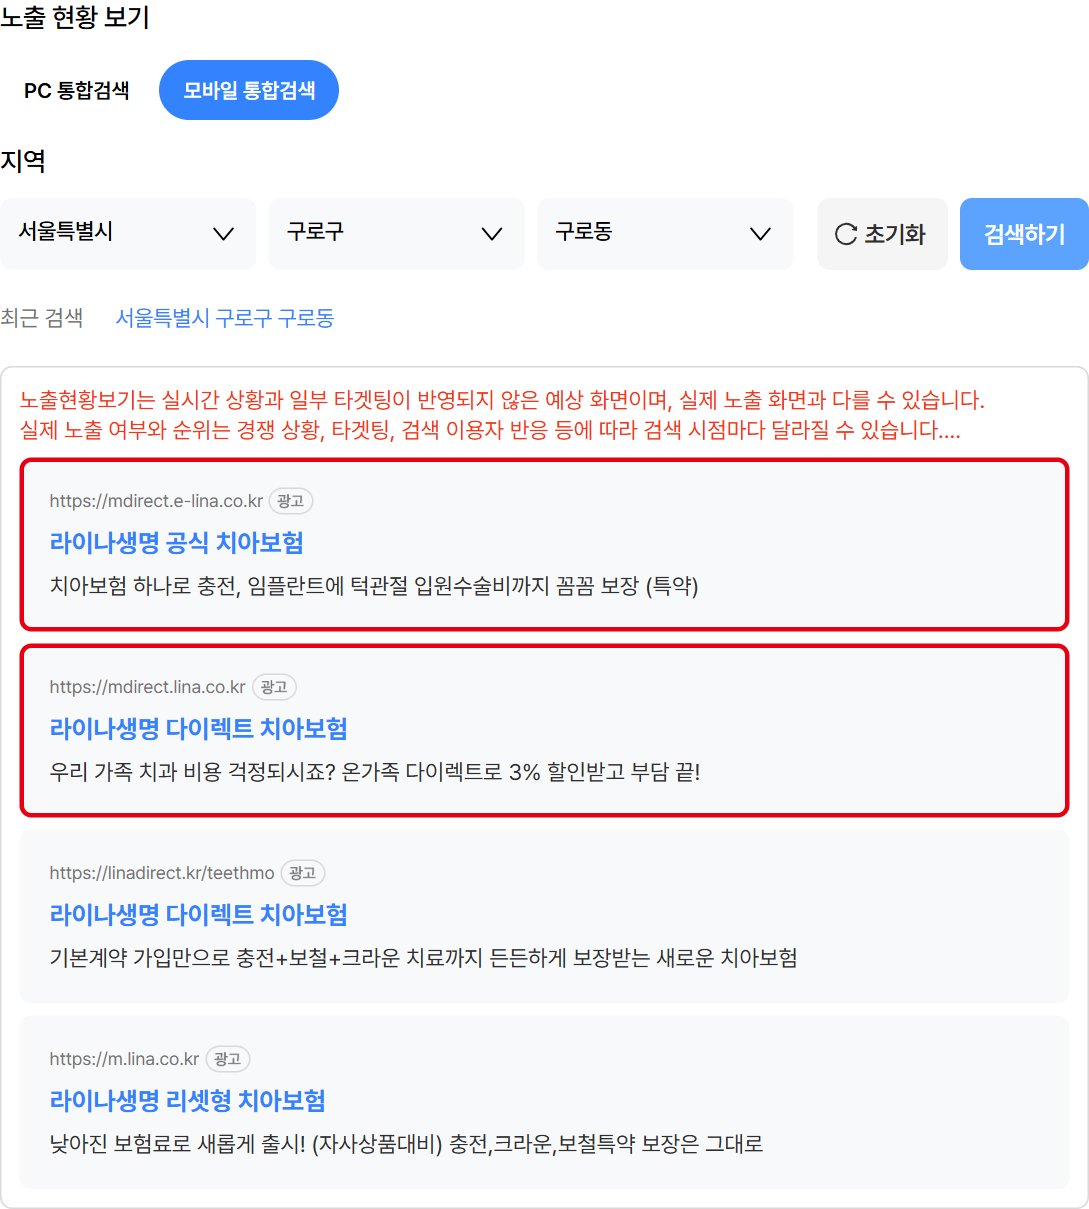 노출 현황 보기
PC 통합검색 모바일 통합검색
지역
서울특별시 구로구 구로동 초기화 검색하기
최근 검색 서울특별시 구로구 구로동
노출현황보기는 실시간 상황과 일부 타겟팅이 반영되지 않은 예상 화면이며, 실제 노출 화면과 다를 수 있습니다.
실제 노출 여부와 순위는 경쟁 상황, 타겟팅, 검색 이용자 반응 등에 따라 검색 시점마다 달라질 수 있습니다....
https://mdirect.e-lina.co.kr 광고
라이나생명 공식 치아보험
치아보험 하나로 충전, 임플란트에 턱관절 입원수술비까지 꼼꼼 보장 (특약)
https://mdirect.lina.co.kr 광고
라이나생명 다이렉트 치아보험
우리 가족 치과 비용 걱정되시죠? 온가족 다이렉트로 3% 할인받고 부담 끝!
https://linadirect.kr/teethmo 광고
라이나생명 다이렉트 치아보험
기본계약 가입만으로 충전+보철+크라운 치료까지 든든하게 보장받는 새로운 치아보험
https://m.lina.co.kr 광고
라이나생명 리셋형 치아보험
낮아진 보험료로 새롭게 출시! (자사상품대비) 충전,크라운,보철특약 보장은 그대로